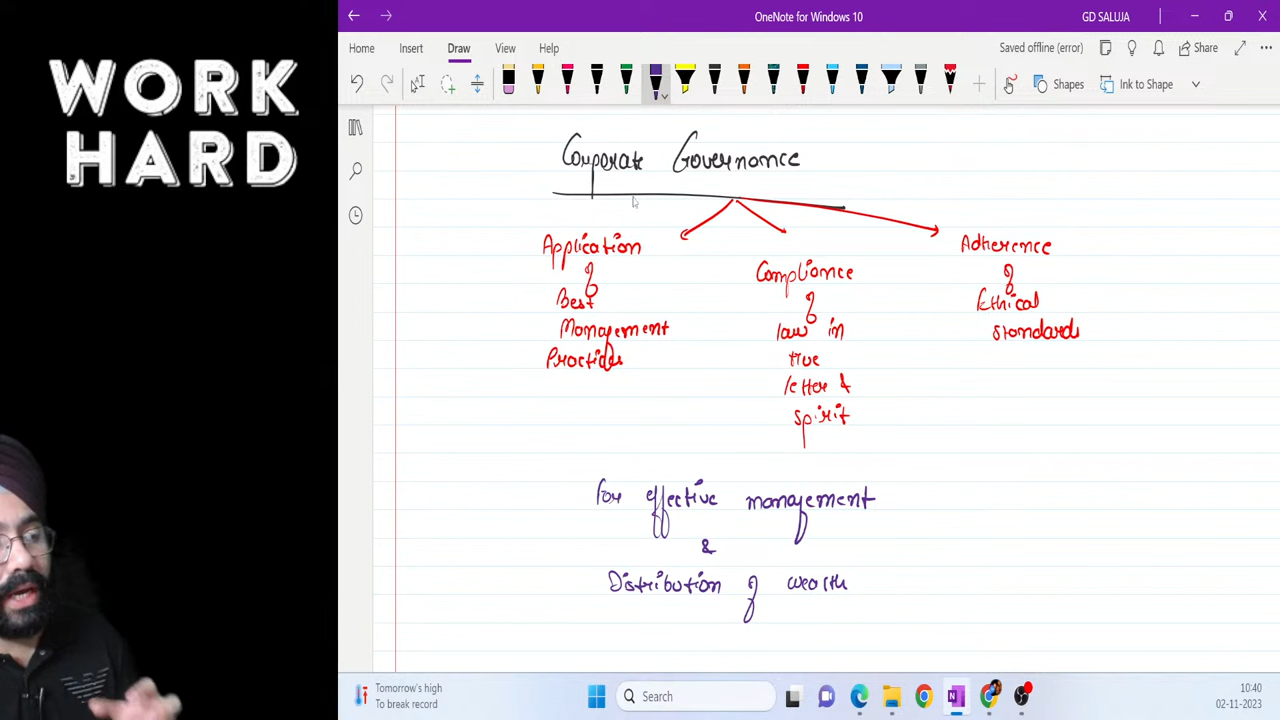 WORK
HARD
OneNote for Windows 10
GD SALUJA
Home Insert Draw View Help
Saved offline (error)
Share
Shapes
Ink to Shape
Corporate Governance
Application
of
Best
Management
Practices
Compliance
of
law in
true
letter &
spirit
Adherence
of
Ethical
standards
For effective management
&
Distribution of wealth
Tomorrow's high
To break record
Search
10:40
02-11-2023